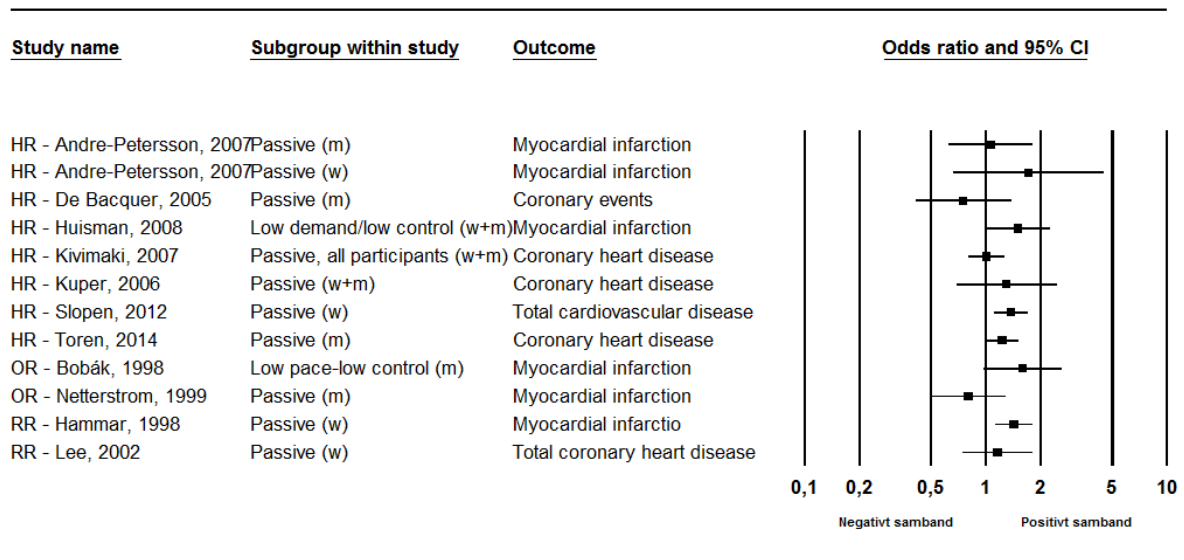 Study name Subgroup within study Outcome Odds ratio and 95% CI
HR - Andre-Petersson, 2007 Passive (m) Myocardial infarction
HR - Andre-Petersson, 2007 Passive (w) Myocardial infarction
HR - De Bacquer, 2005 Passive (m) Coronary events
HR - Huisman, 2008 Low demand/low control (w+m) Myocardial infarction
HR - Kivimaki, 2007 Passive, all participants (w+m) Coronary heart disease
HR - Kuper, 2006 Passive (w+m) Coronary heart disease
HR - Slopen, 2012 Passive (w) Total cardiovascular disease
HR - Toren, 2014 Passive (m) Coronary heart disease
OR - Bobák, 1998 Low pace-low control (m) Myocardial infarction
OR - Netterstrom, 1999 Passive (m) Myocardial infarction
RR - Hammar, 1998 Passive (w) Myocardial infarctio
RR - Lee, 2002 Passive (w) Total coronary heart disease
0,1 0,2 0,5 1 2 5 10
Negativt samband Positivt samband